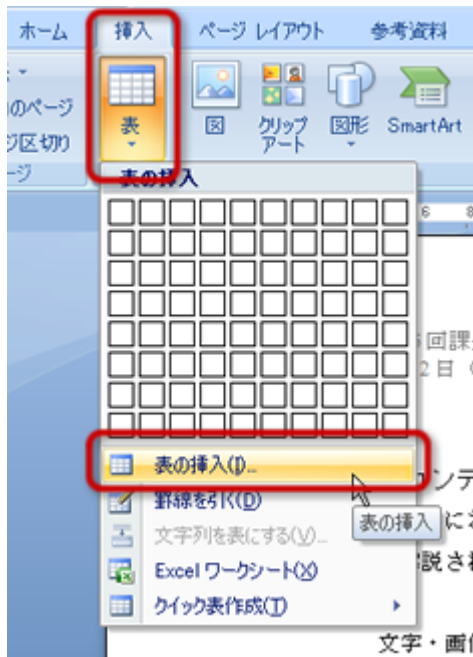 ホーム 挿入 ページ レイアウト 参考資料
のページ
ジ区切り
ージ
表
図
クリップ
アート
図形
SmartArt
表の挿入
6 8
回課
2日(
表の挿入(I)...
罫線を引く(D)
文字列を表にする(V)...
Excel ワークシート(X)
クイック表作成(T)
表の挿入
ンデ
に
説さ
文字・画